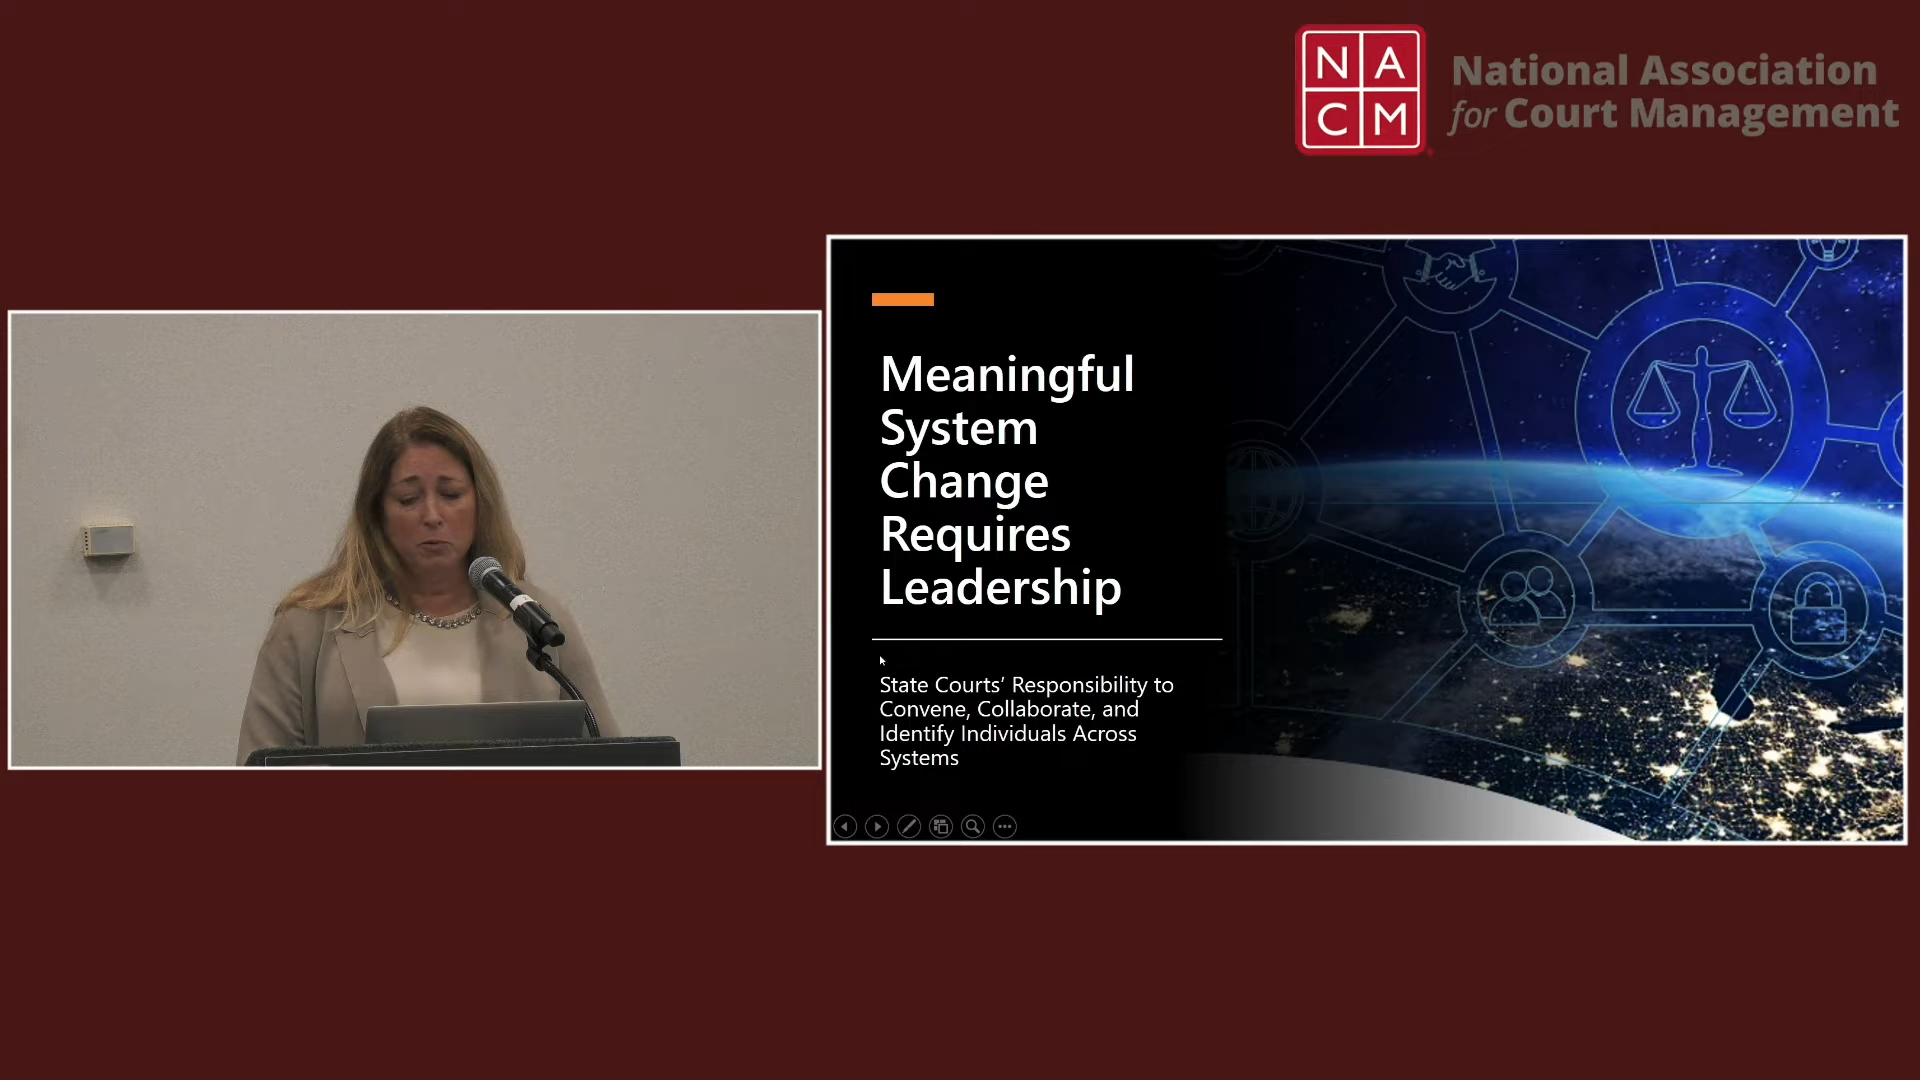 N A
C M
National Association
for Court Management
Meaningful
System
Change
Requires
Leadership
State Courts’ Responsibility to
Convene, Collaborate, and
Identify Individuals Across
Systems